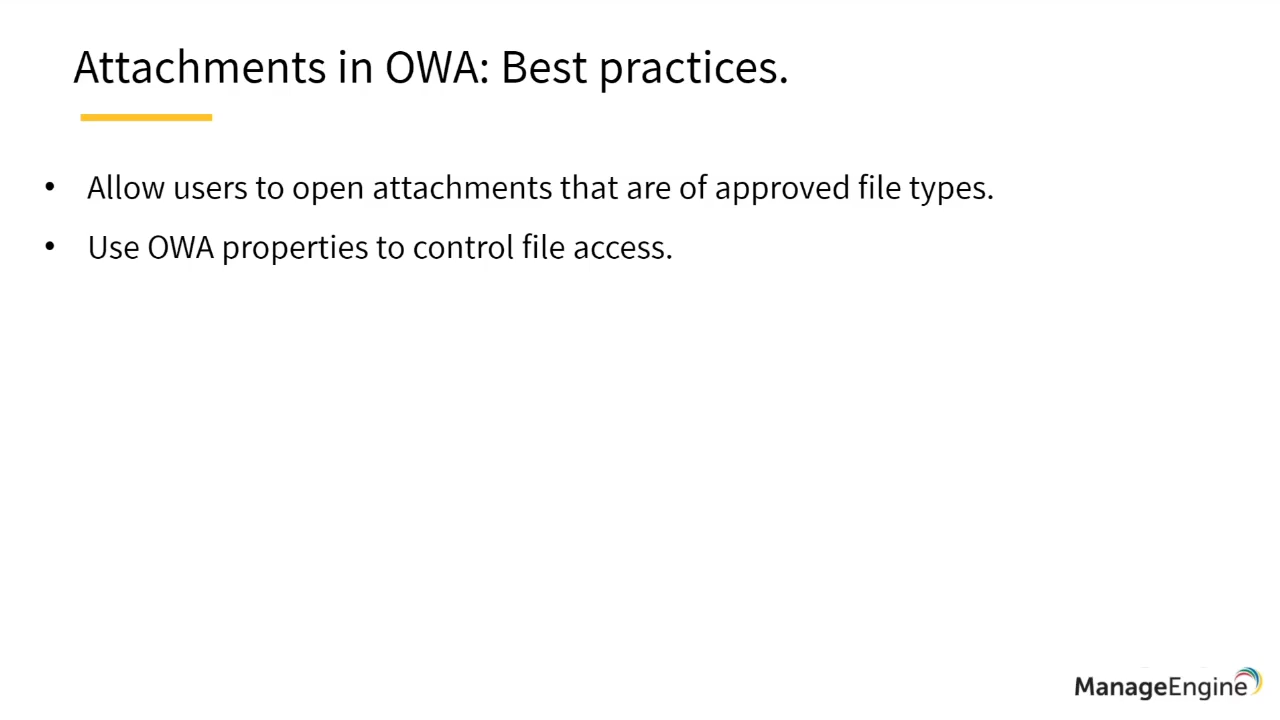 Attachments in OWA: Best practices.
• Allow users to open attachments that are of approved file types.
• Use OWA properties to control file access.
ManageEngine